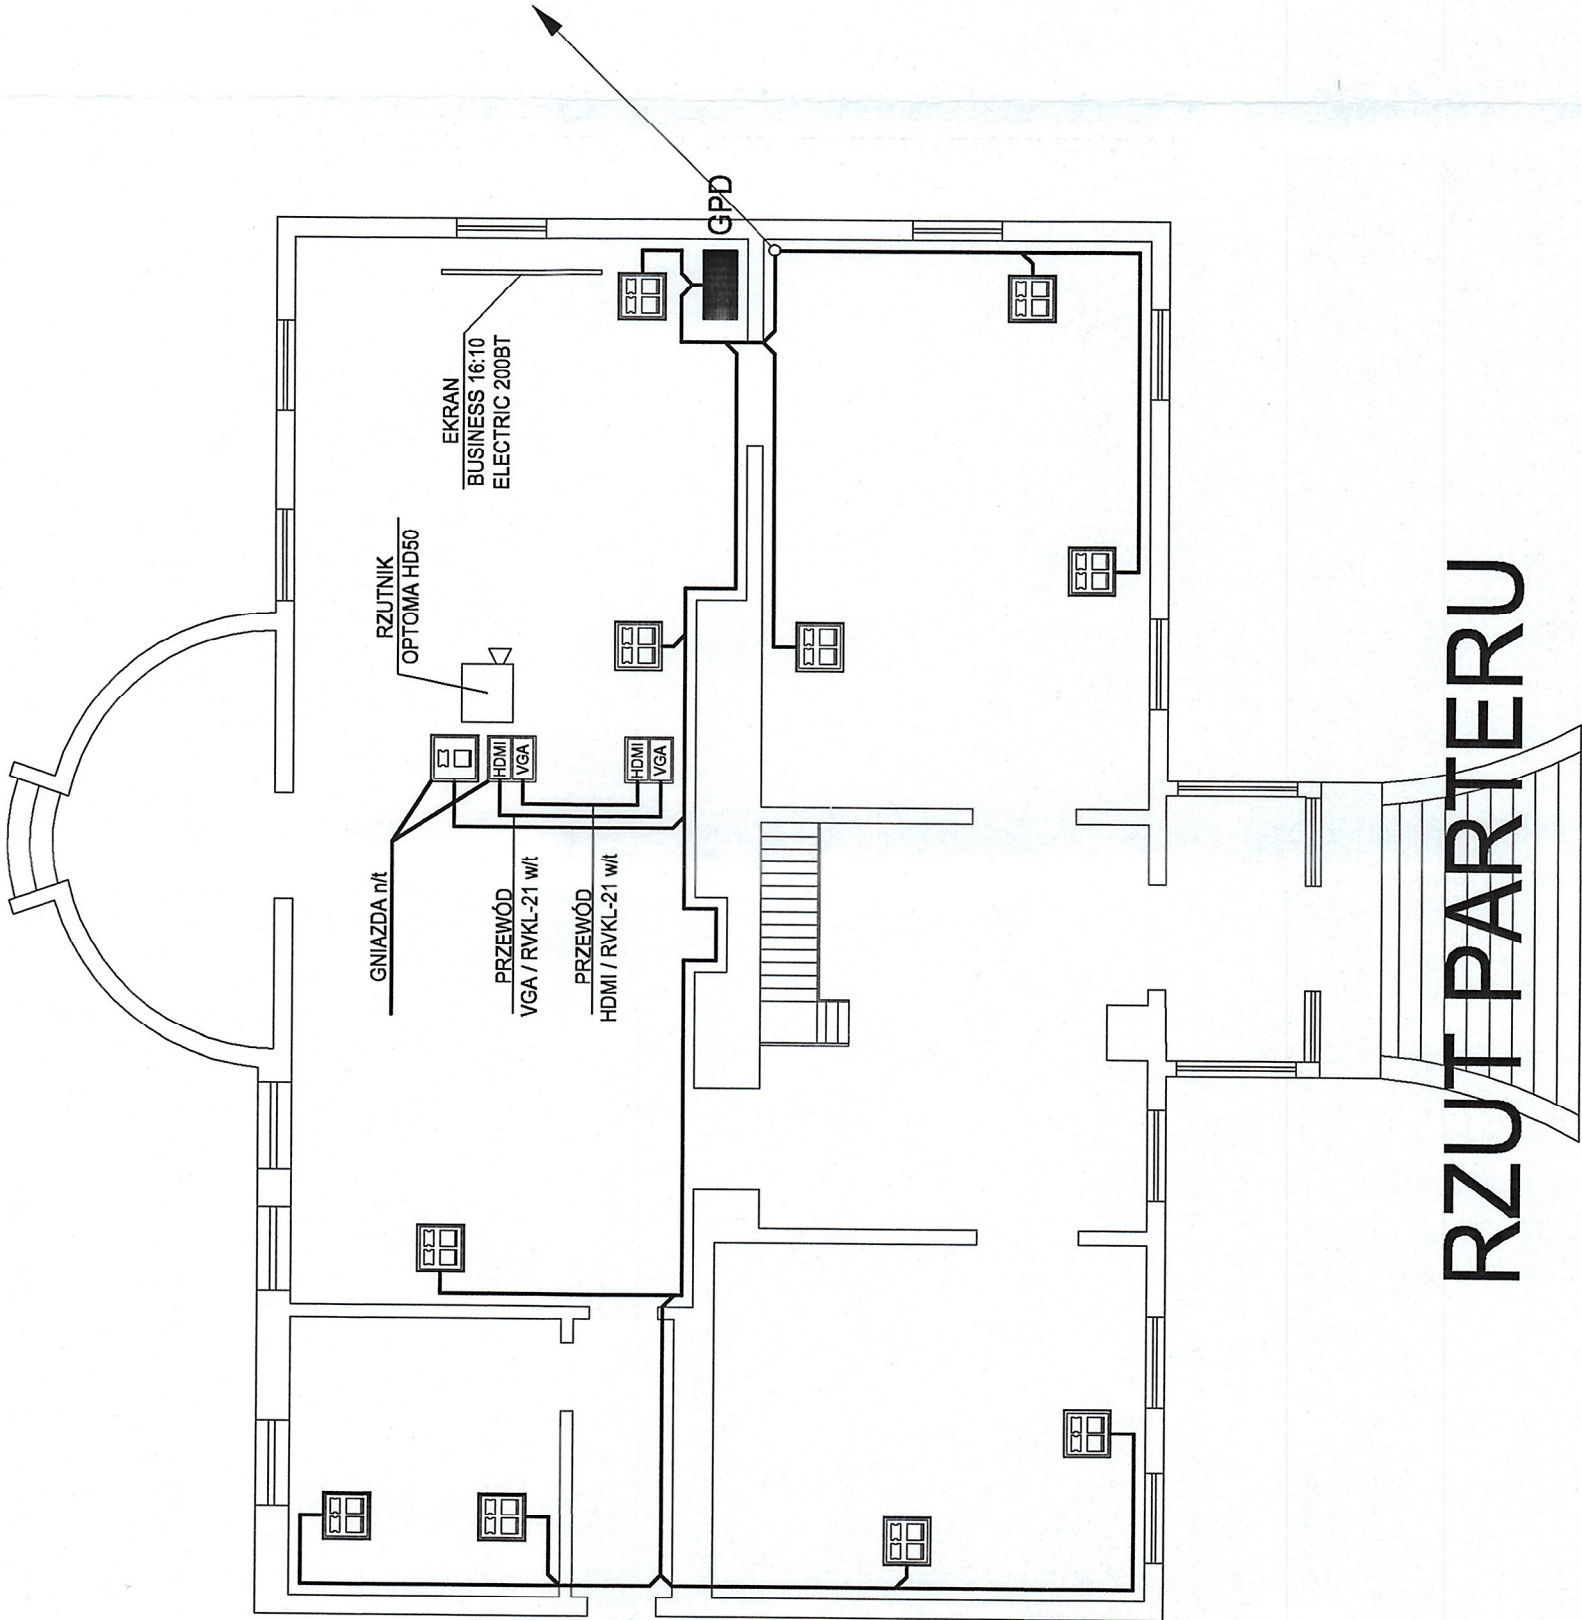 GPD
EKRAN
BUSINESS 16:10
ELECTRIC 200BT
RZUTNIK
OPTOMA HD50
HDMI
VGA
HDMI
VGA
GNIAZDA n/t
PRZEWÓD
VGA / RVKL-21 w/t
PRZEWÓD
HDMI / RVKL-21 w/t
RZUT PARTERU